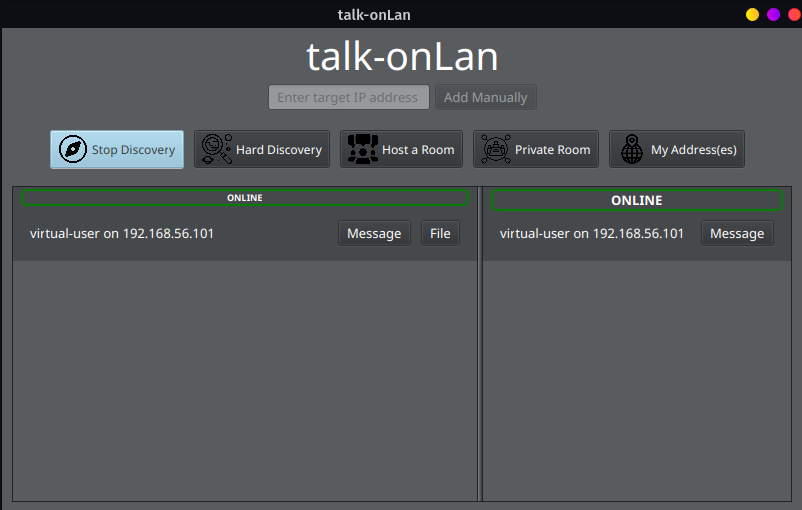 talk-onLan
talk-onLan
Enter target IP address Add Manually
Stop Discovery Hard Discovery Host a Room Private Room My Address(es)
ONLINE
virtual-user on 192.168.56.101 Message File
ONLINE
virtual-user on 192.168.56.101 Message